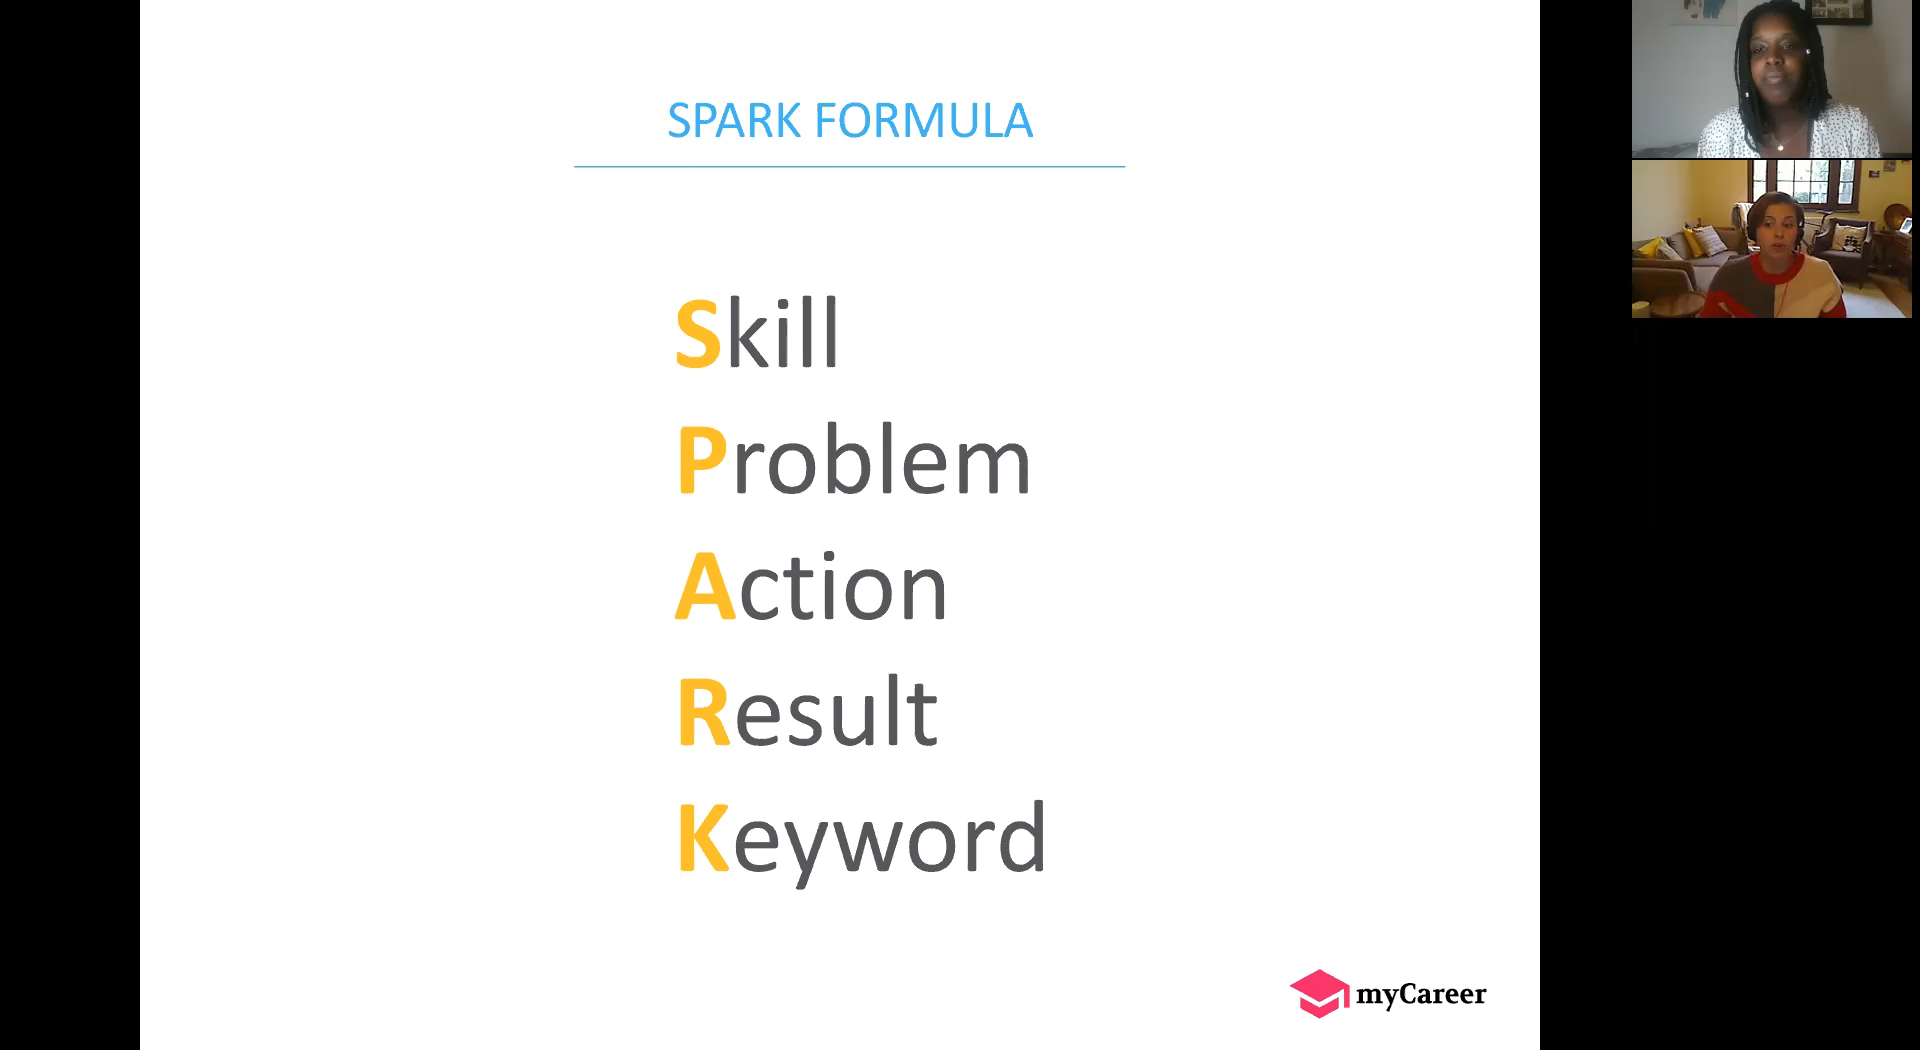 SPARK FORMULA
Skill
Problem
Action
Result
Keyword
myCareer